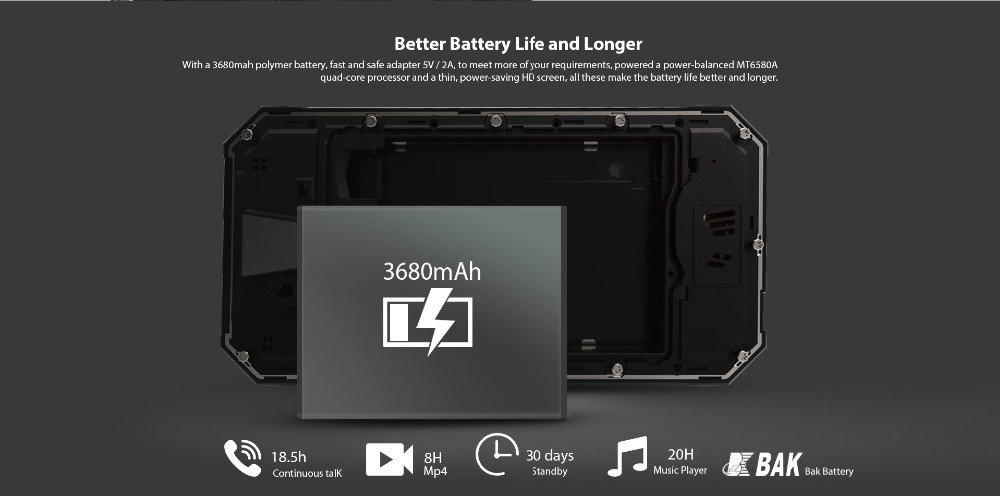 Better Battery Life and Longer
With a 3680mah polymer battery, fast and safe adapter 5V / 2A, to meet more of your requirements, powered a power-balanced MT6580A
quad-core processor and a thin, power-saving HD screen, all these make the battery life better and longer.
3680mAh
18.5h
Continuous talK
8H
Mp4
30 days
Standby
20H
Music Player
BAK Bak Battery